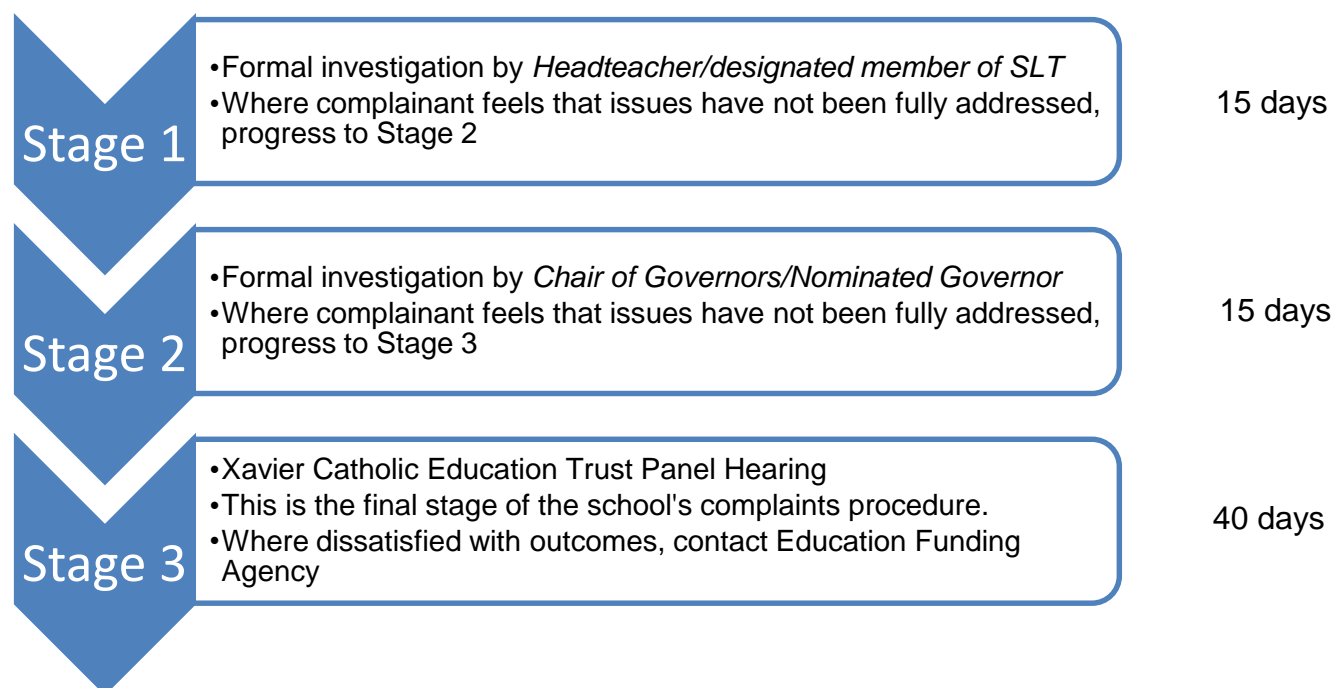 Stage 1
•Formal investigation by Headteacher/designated member of SLT
•Where complainant feels that issues have not been fully addressed,
progress to Stage 2
15 days
Stage 2
•Formal investigation by Chair of Governors/Nominated Governor
•Where complainant feels that issues have not been fully addressed,
progress to Stage 3
15 days
Stage 3
•Xavier Catholic Education Trust Panel Hearing
•This is the final stage of the school's complaints procedure.
•Where dissatisfied with outcomes, contact Education Funding
Agency
40 days